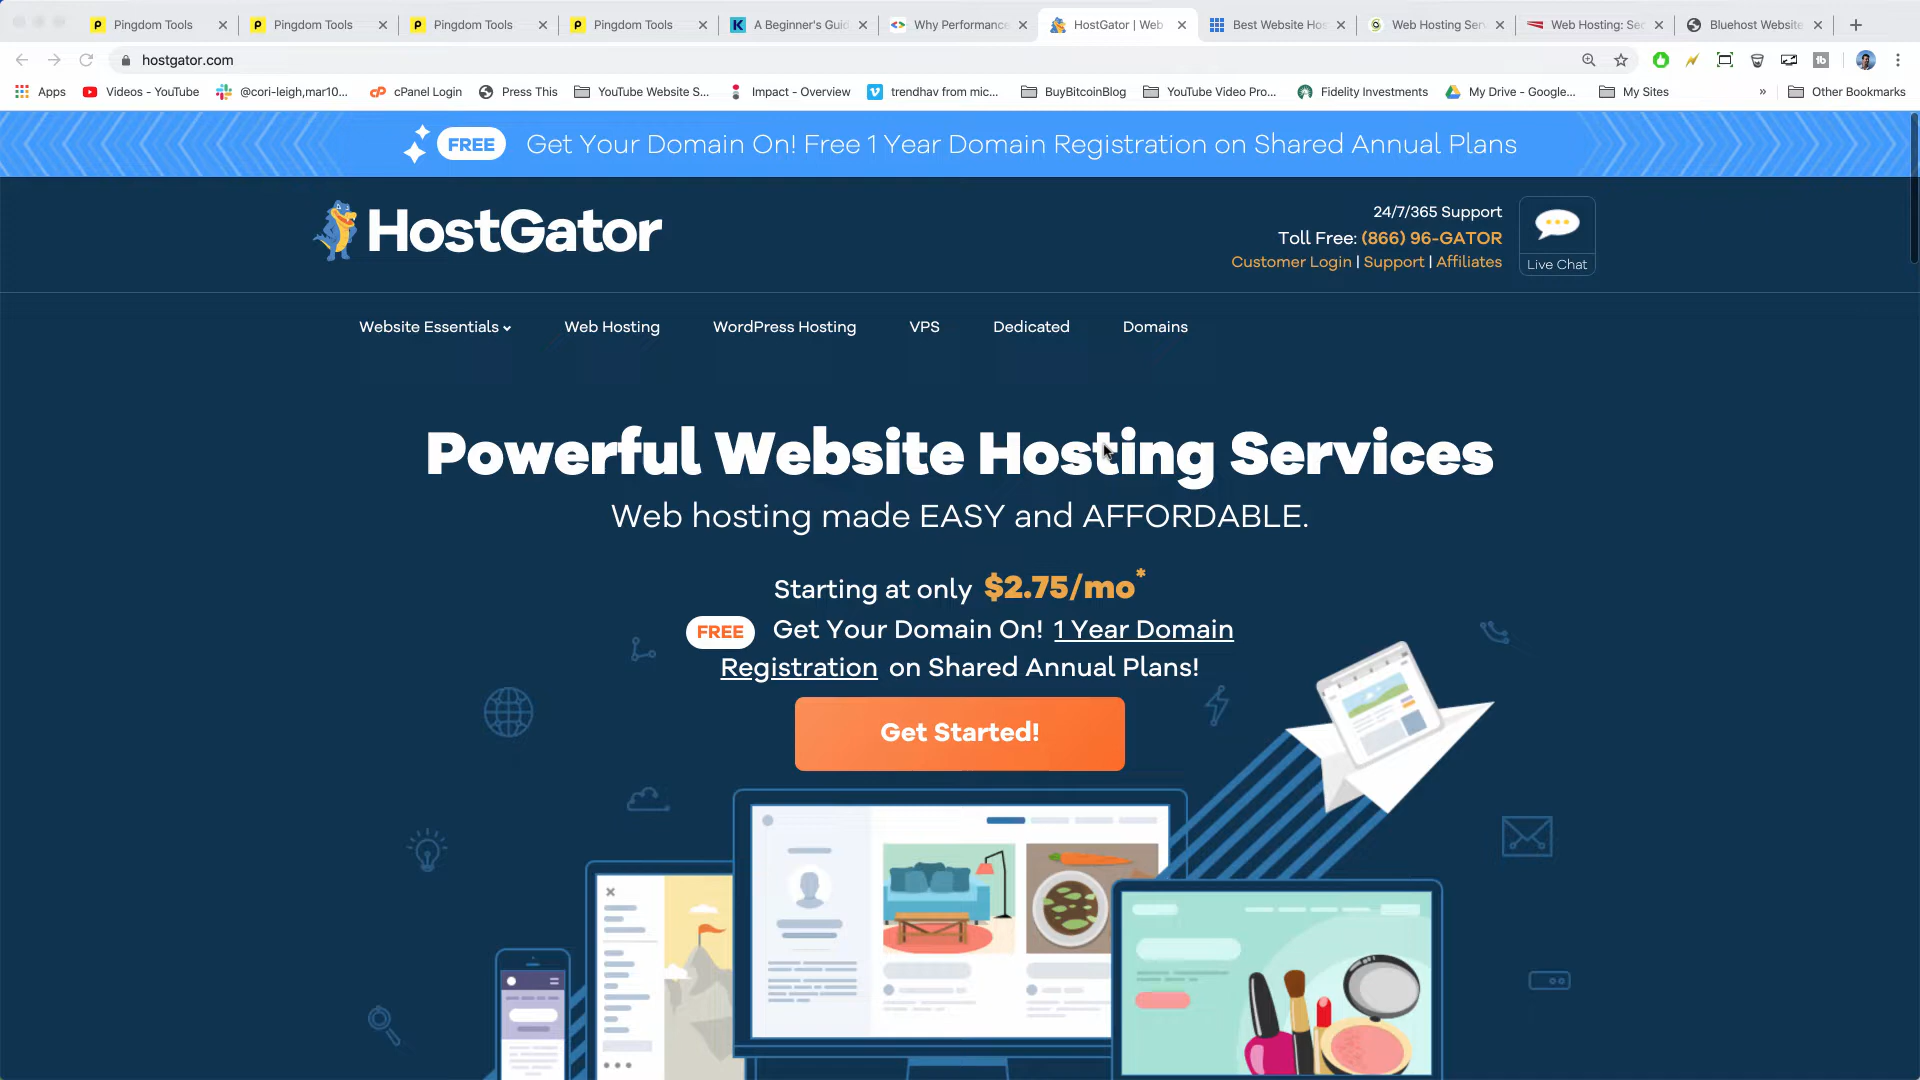 Pingdom Tools
Pingdom Tools
Pingdom Tools
Pingdom Tools
A Beginner's Guid
Why Performance
HostGator | Web
Best Website Hos
Web Hosting Serv
Web Hosting: Sec
Bluehost Website
hostgator.com
Apps
Videos - YouTube
@cori-leigh,mar10...
cPanel Login
Press This
YouTube Website S...
Impact - Overview
trendhav from mic...
BuyBitcoinBlog
YouTube Video Pro...
Fidelity Investments
My Drive - Google...
My Sites
»
Other Bookmarks
FREE Get Your Domain On! Free 1 Year Domain Registration on Shared Annual Plans
HostGator
24/7/365 Support
Toll Free: (866) 96-GATOR
Customer Login | Support | Affiliates
Live Chat
Website Essentials
Web Hosting
WordPress Hosting
VPS
Dedicated
Domains
Powerful Website Hosting Services
Web hosting made EASY and AFFORDABLE.
Starting at only $2.75/mo*
FREE Get Your Domain On! 1 Year Domain
Registration on Shared Annual Plans!
Get Started!